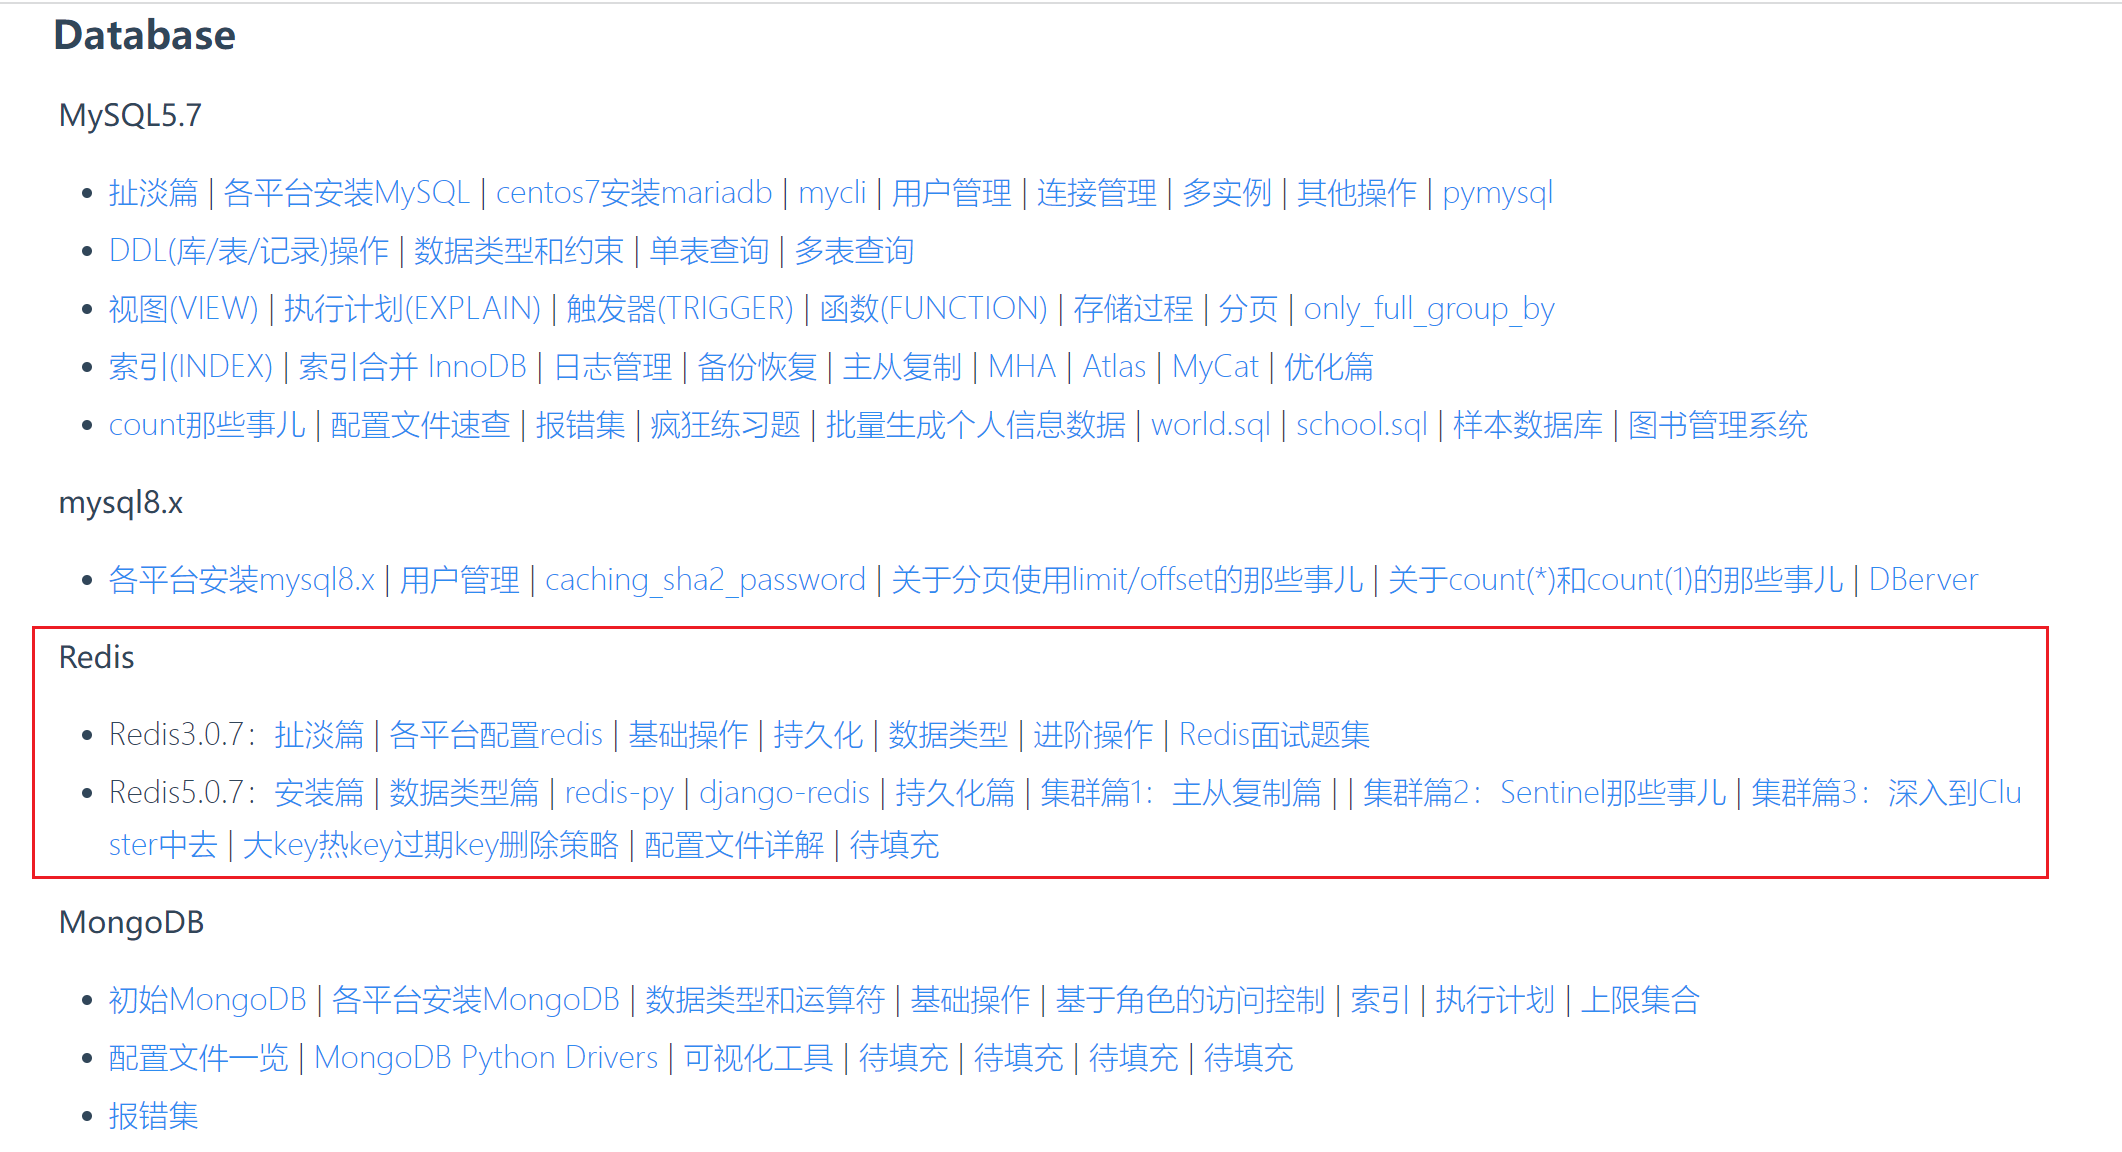 Database
MySQL5.7
扯淡篇 | 各平台安装MySQL | centos7安装mariadb | mycli | 用户管理 | 连接管理 | 多实例 | 其他操作 | pymysql
DDL(库/表/记录)操作 | 数据类型和约束 | 单表查询 | 多表查询
视图(VIEW) | 执行计划(EXPLAIN) | 触发器(TRIGGER) | 函数(FUNCTION) | 存储过程 | 分页 | only_full_group_by
索引(INDEX) | 索引合并 InnoDB | 日志管理 | 备份恢复 | 主从复制 | MHA | Atlas | MyCat | 优化篇
count那些事儿 | 配置文件速查 | 报错集 | 疯狂练习题 | 批量生成个人信息数据 | world.sql | school.sql | 样本数据库 | 图书管理系统
mysql8.x
各平台安装mysql8.x | 用户管理 | caching_sha2_password | 关于分页使用limit/offset的那些事儿 | 关于count(*)和count(1)的那些事儿 | DBerver
Redis
Redis3.0.7：扯淡篇 | 各平台配置redis | 基础操作 | 持久化 | 数据类型 | 进阶操作 | Redis面试题集
Redis5.0.7：安装篇 | 数据类型篇 | redis-py | django-redis | 持久化篇 | 集群篇1：主从复制篇 | | 集群篇2：Sentinel那些事儿 | 集群篇3：深入到Clu
ster中去 | 大key热key过期key删除策略 | 配置文件详解 | 待填充
MongoDB
初始MongoDB | 各平台安装MongoDB | 数据类型和运算符 | 基础操作 | 基于角色的访问控制 | 索引 | 执行计划 | 上限集合
配置文件一览 | MongoDB Python Drivers | 可视化工具 | 待填充 | 待填充 | 待填充 | 待填充
报错集